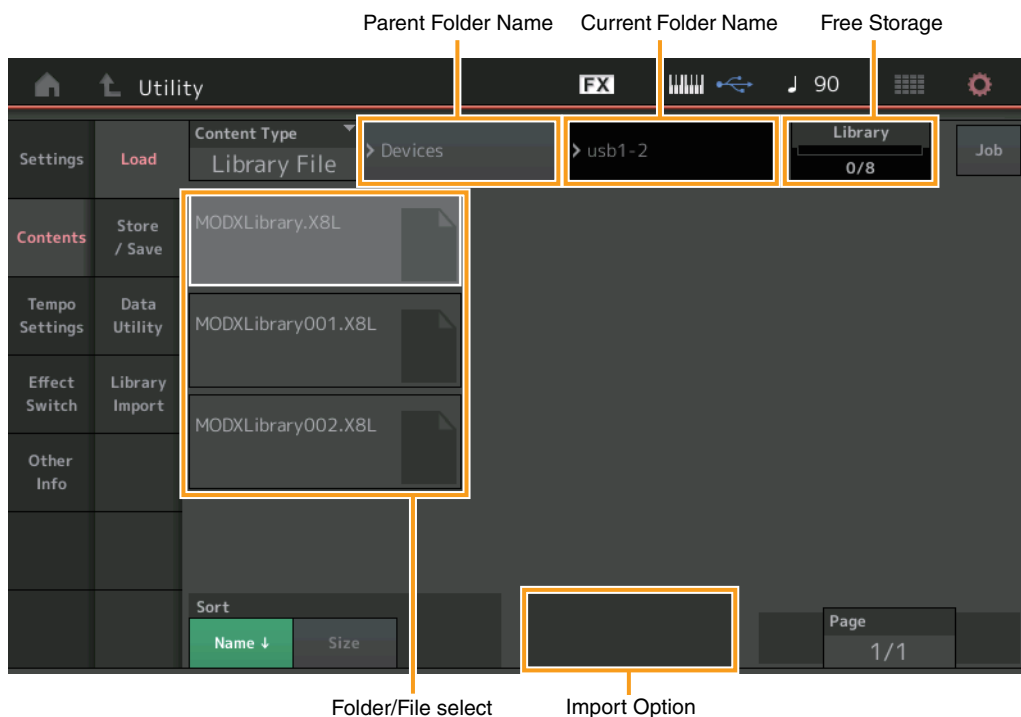 Parent Folder Name Current Folder Name Free Storage
Utility FX 90
Settings
Load
Content Type
Library File
Devices
usb1-2
Library
0/8
Job
Contents
Store
/ Save
MODXLibrary.X8L
Tempo
Settings
Data
Utility
MODXLibrary001.X8L
Effect
Switch
Library
Import
MODXLibrary002.X8L
Other
Info
Sort
Name ↓
Size
Page
1/1
Folder/File select Import Option